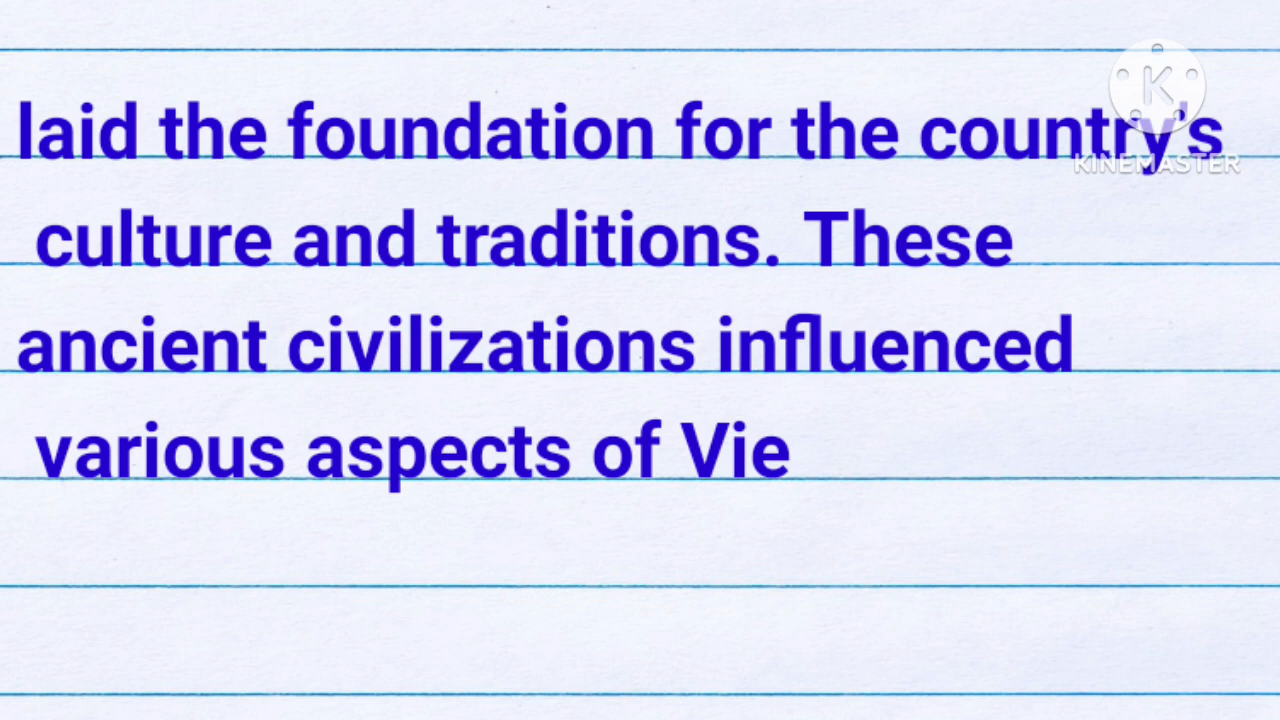 KINEMASTER
laid the foundation for the country's
culture and traditions. These
ancient civilizations influenced
various aspects of Vie